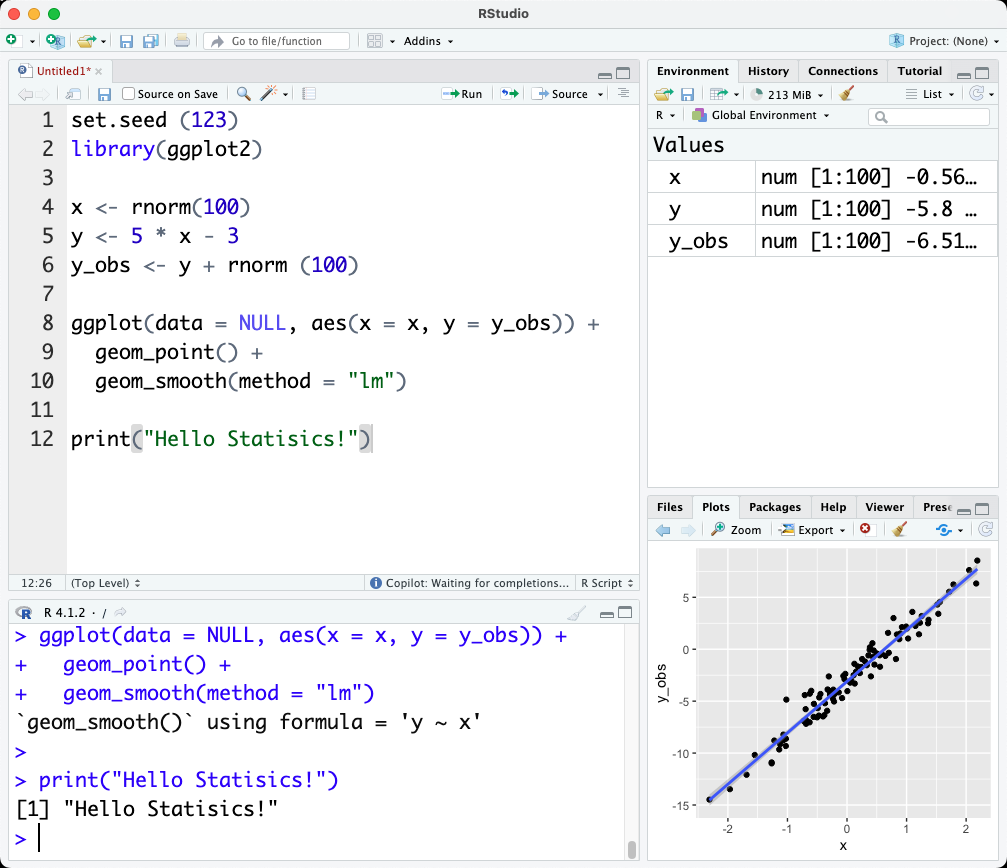 RStudio
Go to file/function
Addins
Project: (None)
Untitled1*
Source on Save
Run
Source
1 set.seed (123)
2 library(ggplot2)
3
4 x <- rnorm(100)
5 y <- 5 * x - 3
6 y_obs <- y + rnorm (100)
7
8 ggplot(data = NULL, aes(x = x, y = y_obs)) +
9 geom_point() +
10 geom_smooth(method = "lm")
11
12 print("Hello Statisics!")
12:26 (Top Level) Copilot: Waiting for completions... R Script
R 4.1.2 · /
> ggplot(data = NULL, aes(x = x, y = y_obs)) +
+ geom_point() +
+ geom_smooth(method = "lm")
`geom_smooth()` using formula = 'y ~ x'
>
> print("Hello Statisics!")
[1] "Hello Statisics!"
>
Environment History Connections Tutorial
213 MiB List
R Global Environment
Values
x num [1:100] -0.56…
y num [1:100] -5.8 …
y_obs num [1:100] -6.51…
Files Plots Packages Help Viewer Prese
Zoom Export
5
0
-5
-10
-15
y_obs
-2 -1 0 1 2
x